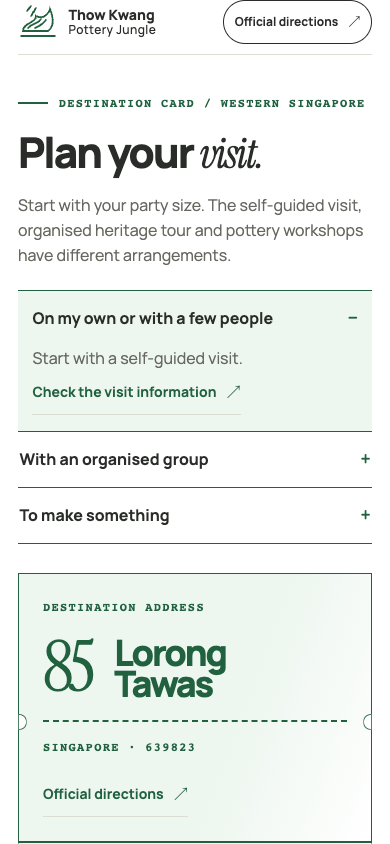 Thow Kwang
Pottery Jungle
Official directions ↗
DESTINATION CARD / WESTERN SINGAPORE
Plan your visit.
Start with your party size. The self-guided visit,
organised heritage tour and pottery workshops
have different arrangements.
On my own or with a few people −
Start with a self-guided visit.
Check the visit information ↗
With an organised group +
To make something +
DESTINATION ADDRESS
85 Lorong
Tawas
SINGAPORE · 639823
Official directions ↗